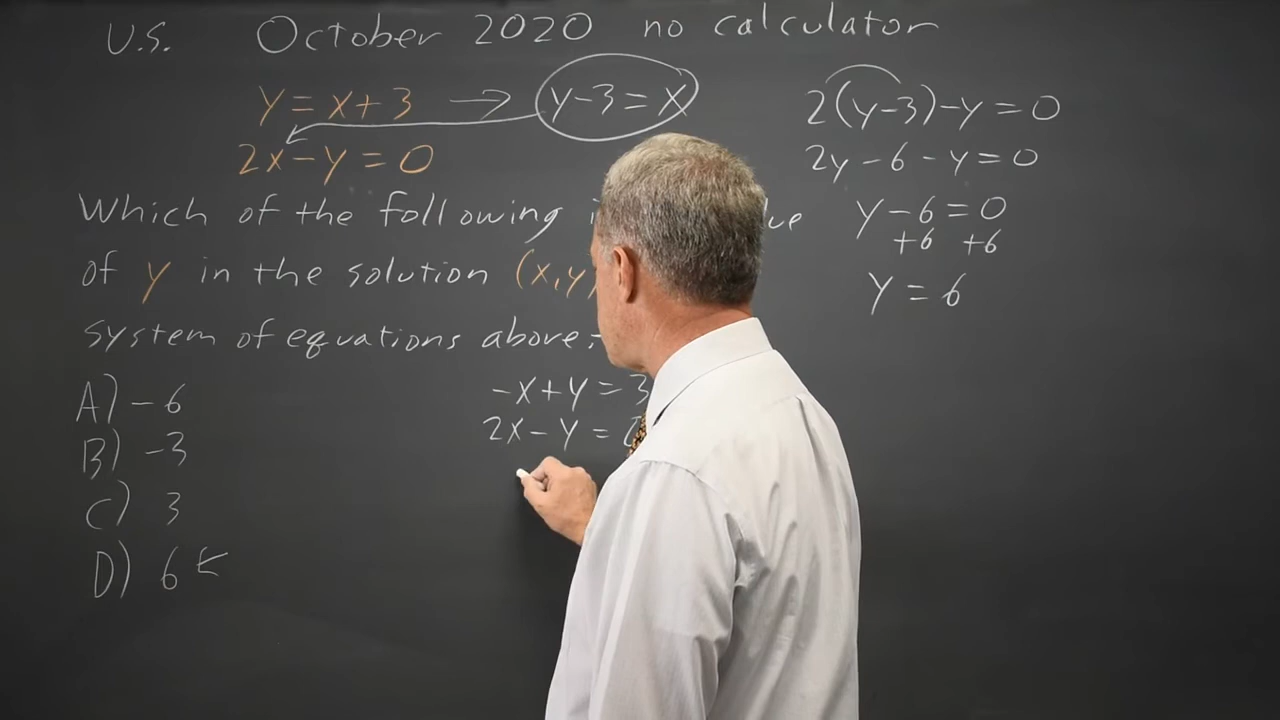 U.S. October 2020 no calculator
y = x + 3 → y - 3 = x
2x - y = 0
Which of the following
of y in the solution (x,y
system of equations above
A) -6
B) -3
C) 3
D) 6 ←
-x + y = 3
2x - y =
2(y-3) - y = 0
2y - 6 - y = 0
y - 6 = 0
+6 +6
y = 6